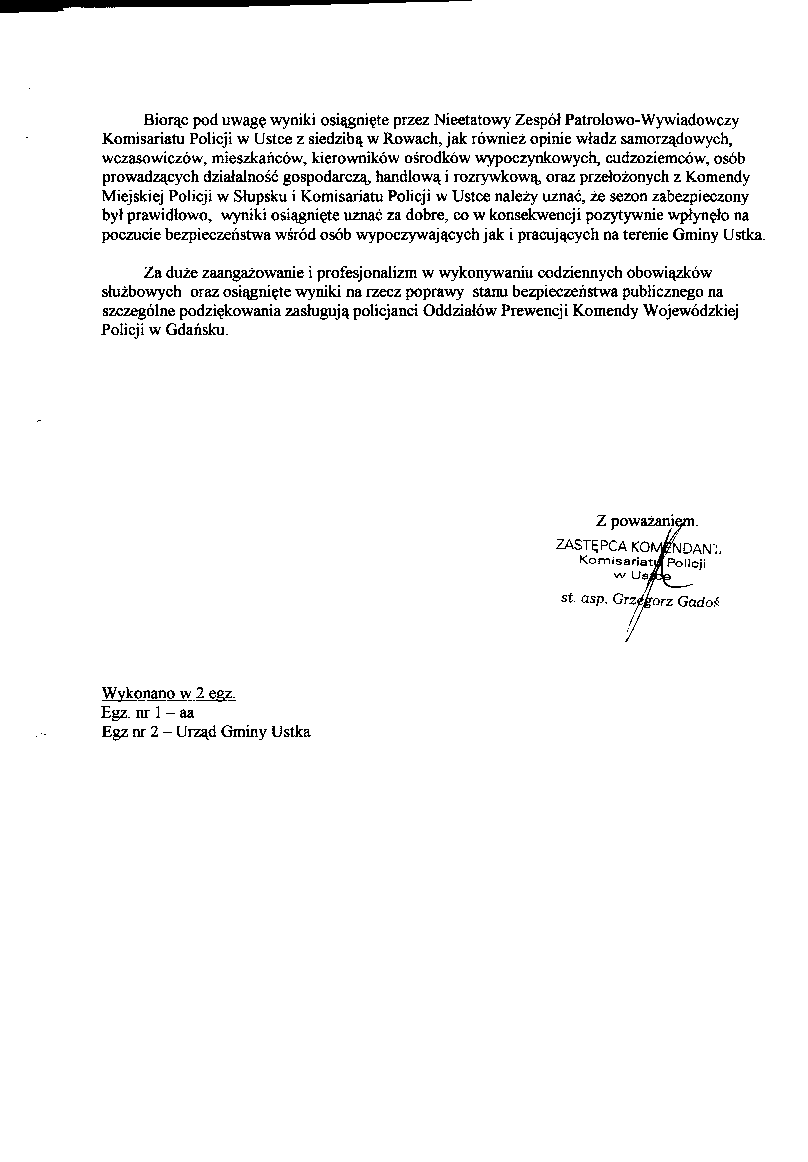 Biorąc pod uwagę wyniki osiągnięte przez Nieetatowy Zespół Patrolowo-Wywiadowczy
Komisariatu Policji w Ustce z siedzibą w Rowach, jak również opinie władz samorządowych,
wczasowiczów, mieszkańców, kierowników ośrodków wypoczynkowych, cudzoziemców, osób
prowadzących działalność gospodarczą, handlową i rozrywkową, oraz przełożonych z Komendy
Miejskiej Policji w Słupsku i Komisariatu Policji w Ustce należy uznać, że sezon zabezpieczony
był prawidłowo, wyniki osiągnięte uznać za dobre, co w konsekwencji pozytywnie wpłynęło na
poczucie bezpieczeństwa wśród osób wypoczywających jak i pracujących na terenie Gminy Ustka.
Za duże zaangażowanie i profesjonalizm w wykonywaniu codziennych obowiązków
służbowych oraz osiągnięte wyniki na rzecz poprawy stanu bezpieczeństwa publicznego na
szczególne podziękowania zasługują policjanci Oddziałów Prewencji Komendy Wojewódzkiej
Policji w Gdańsku.
Z poważaniem.
ZASTĘPCA KOMENDANTA
Komisariatu Policji
w Ustce
st. asp. Grzegorz Gadoś
Wykonano w 2 egz.
Egz. nr 1 – aa
Egz nr 2 – Urząd Gminy Ustka